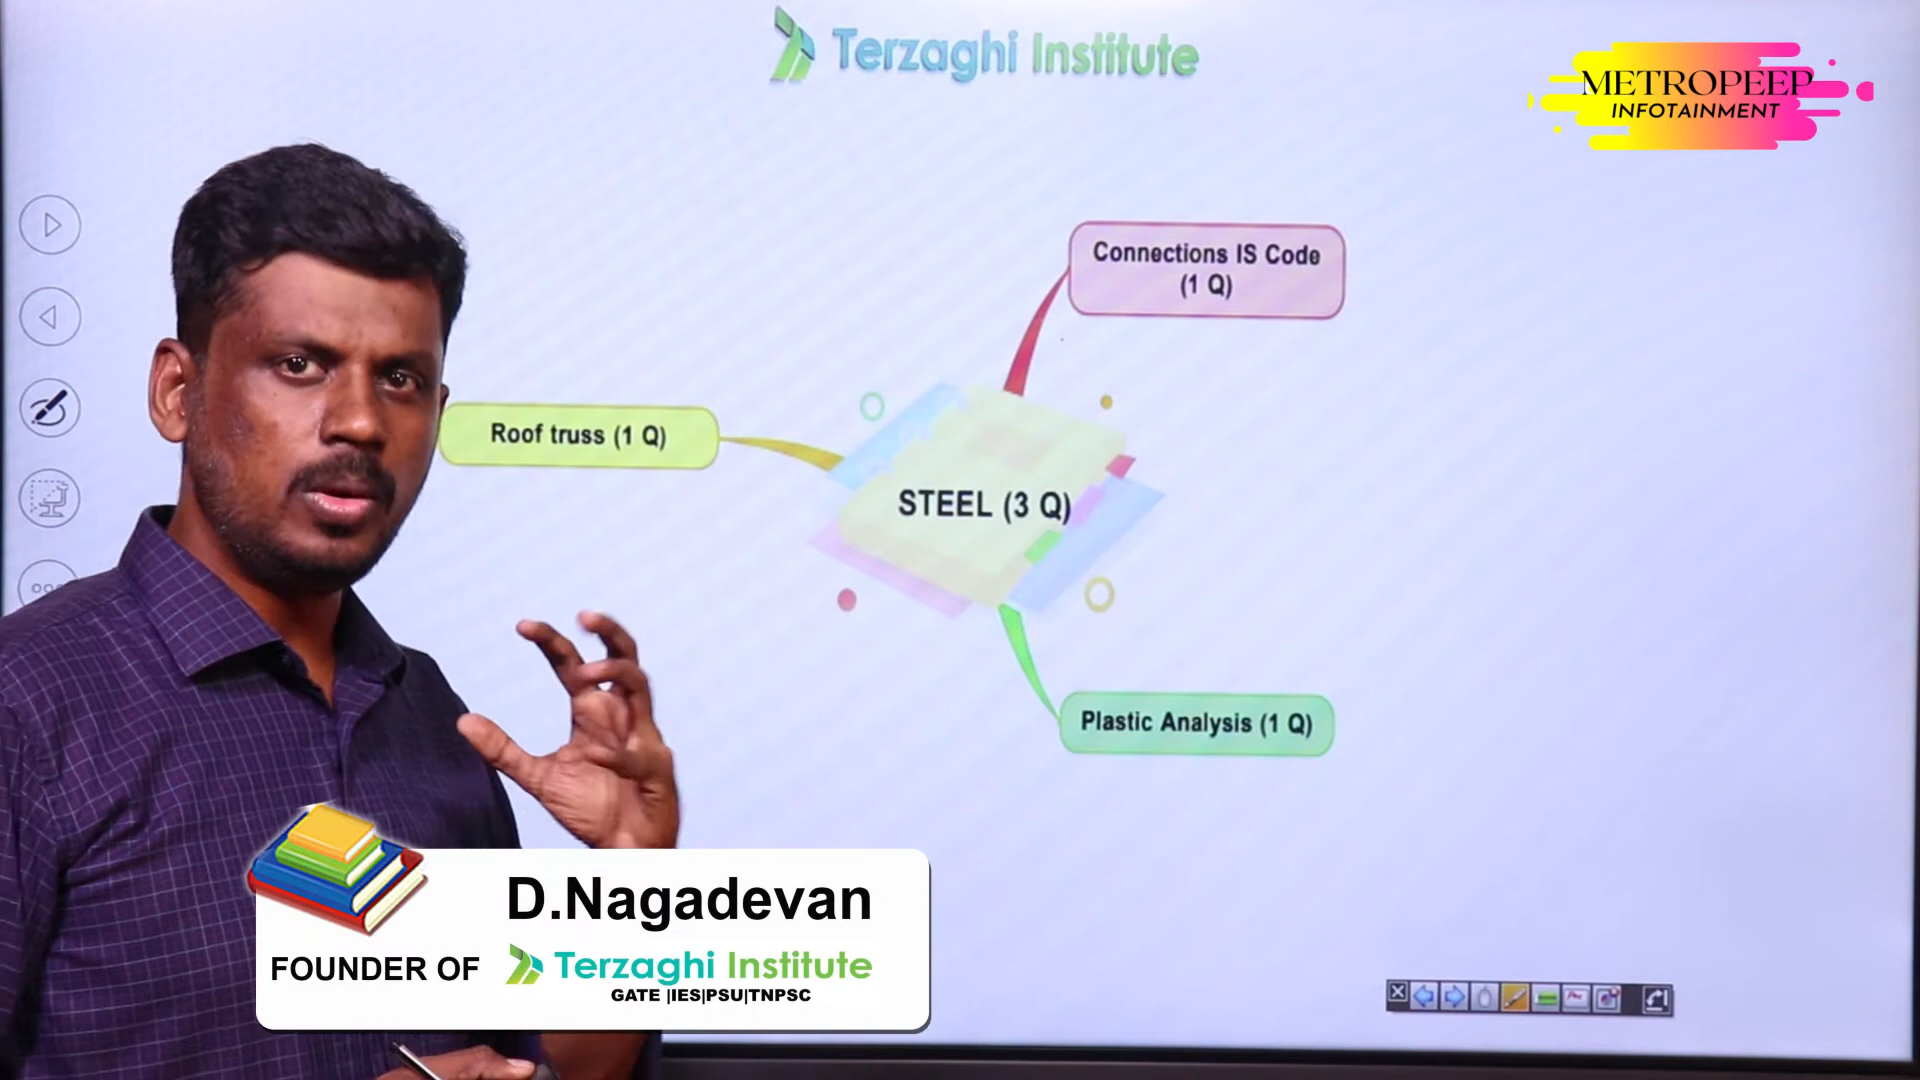 Terzaghi Institute
METROPEEP
INFOTAINMENT
Connections IS Code
(1 Q)
Roof truss (1 Q)
STEEL (3 Q)
Plastic Analysis (1 Q)
D.Nagadevan
FOUNDER OF
Terzaghi Institute
GATE |IES|PSU|TNPSC